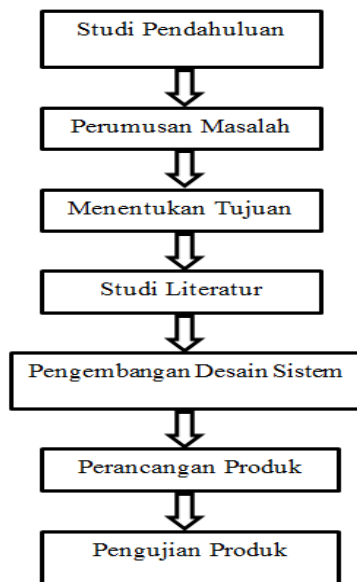 Studi Pendahuluan
Perumusan Masalah
Menentukan Tujuan
Studi Literatur
Pengembangan Desain Sistem
Perancangan Produk
Pengujian Produk